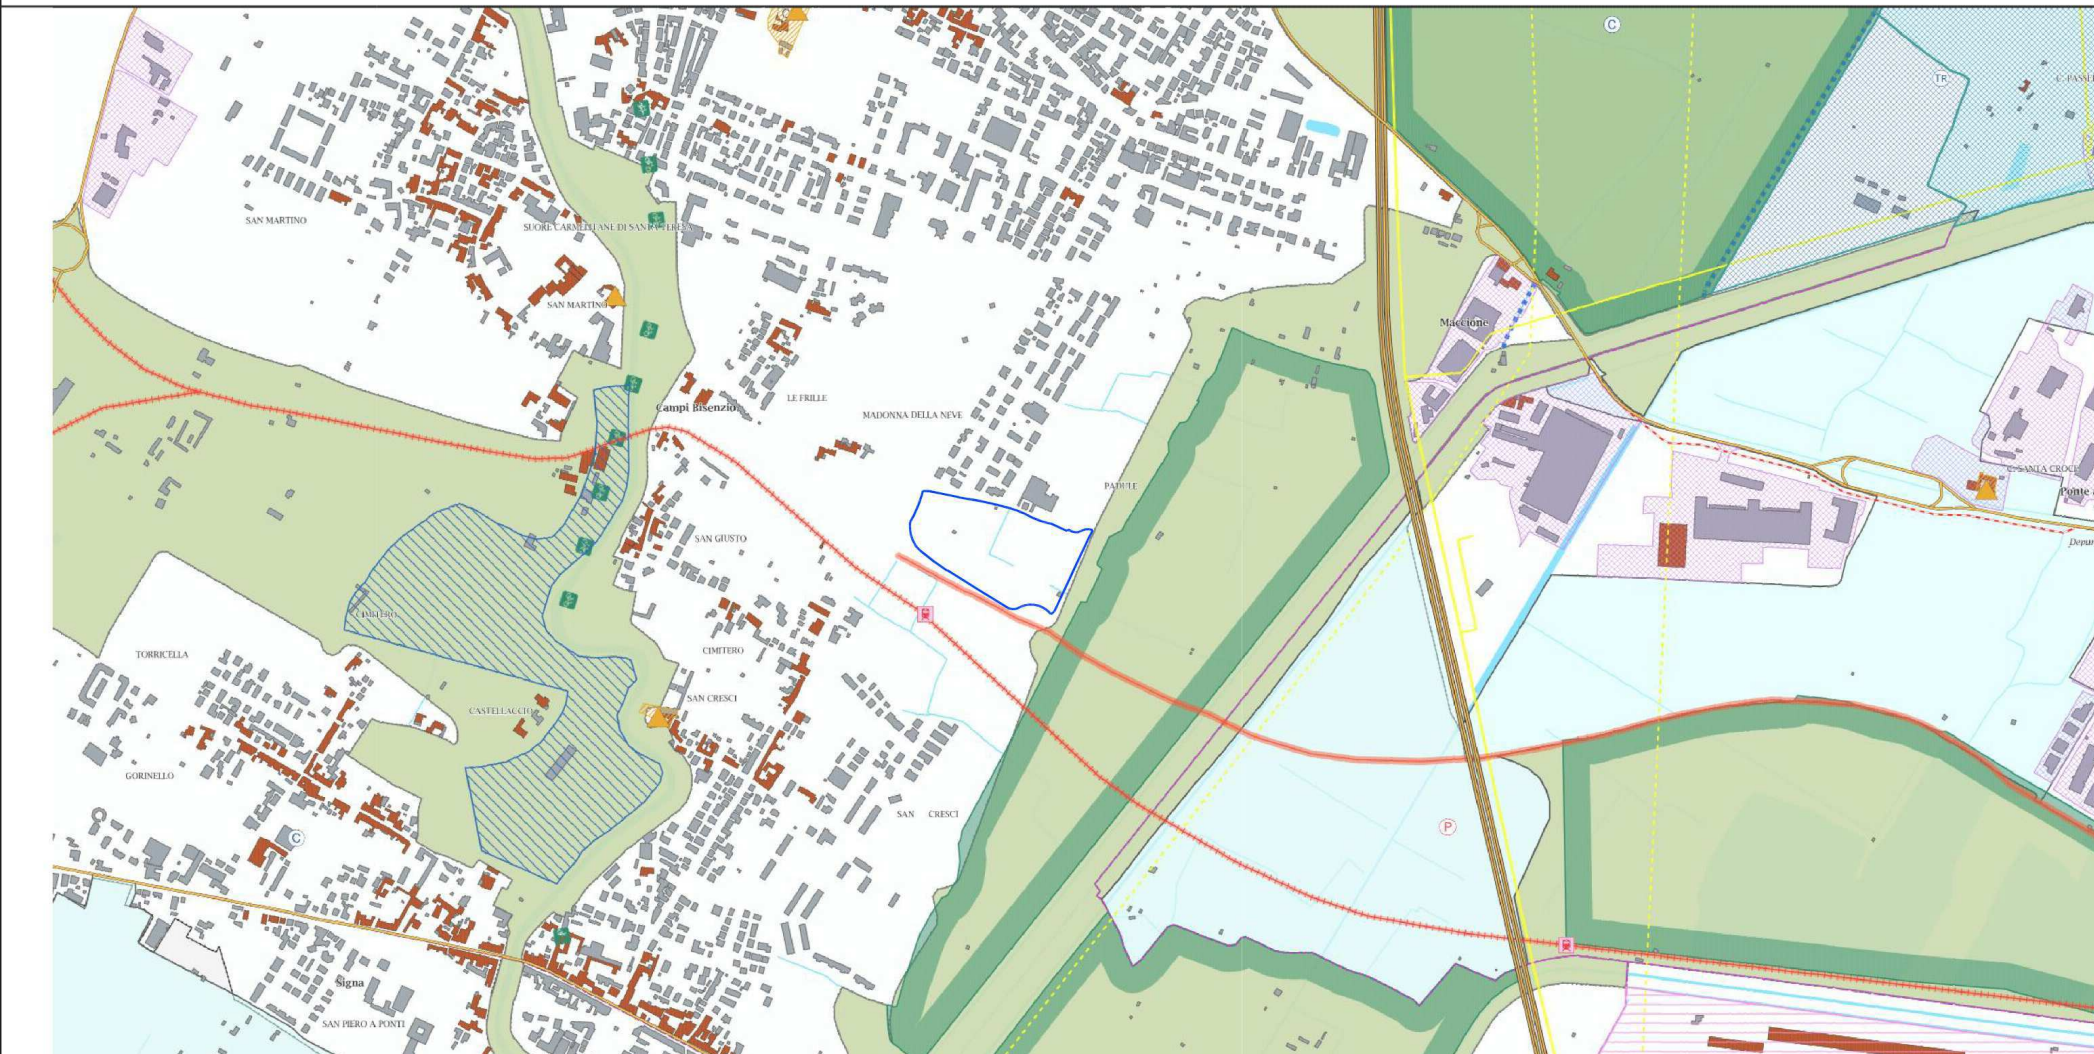 C
TR
SAN MARTINO
SUORE CARMELITANE DI SANTA TERESA
SAN MARTINO
Maccione
LE FRILLE
Campi Bisenzio
MADONNA DELLA NEVE
C. SANTA CROCE
PADULE
Ponte
SAN GIUSTO
CIMITERO
CIMITERO
TORRICELLA
SAN CRESCI
CASTELLACCIO
GORINELLO
SAN CRESCI
P
C
Signa
SAN PIERO A PONTI